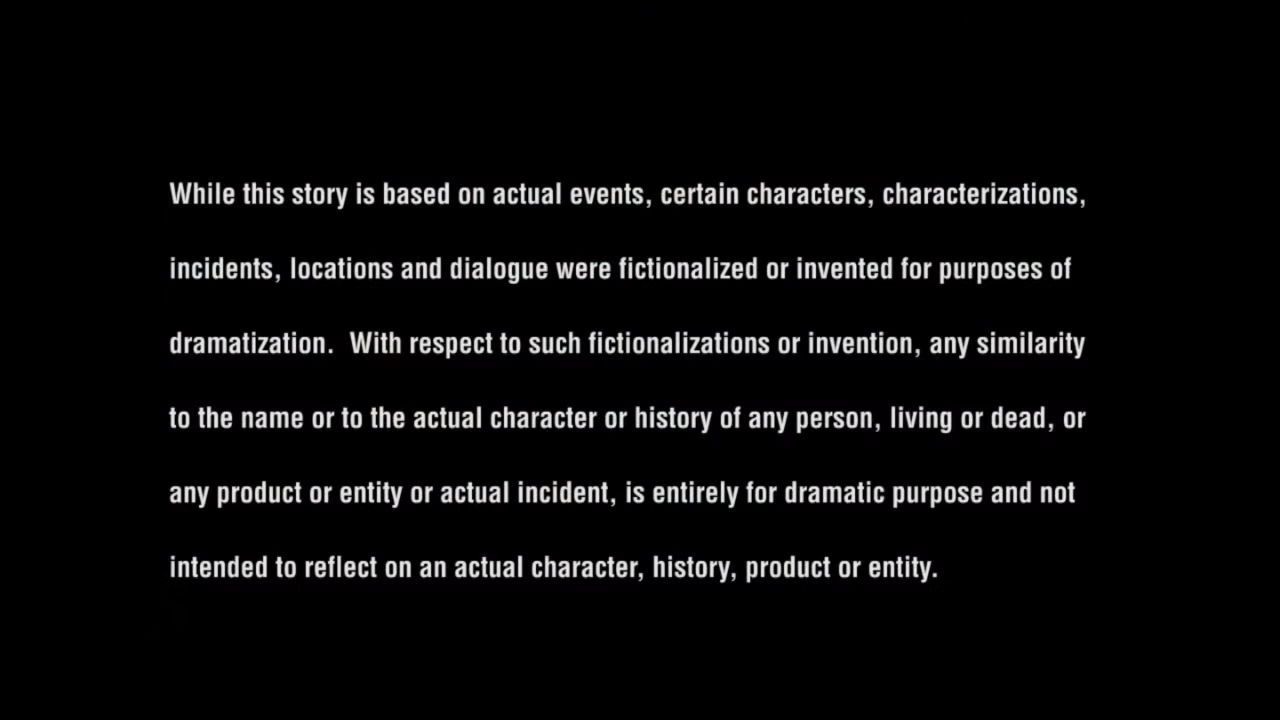 While this story is based on actual events, certain characters, characterizations,
incidents, locations and dialogue were fictionalized or invented for purposes of
dramatization.  With respect to such fictionalizations or invention, any similarity
to the name or to the actual character or history of any person, living or dead, or
any product or entity or actual incident, is entirely for dramatic purpose and not
intended to reflect on an actual character, history, product or entity.